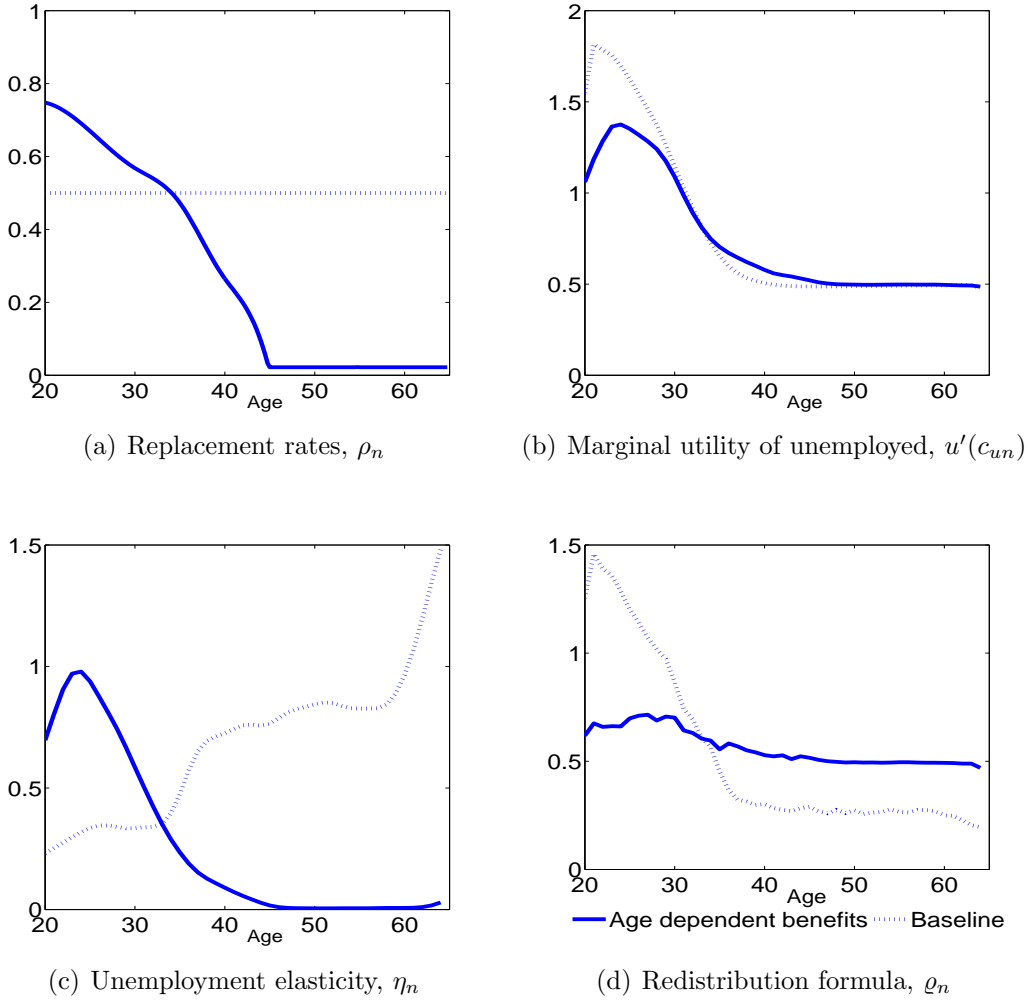 1
0.8
0.6
0.4
0.2
0
20 30 40 50 60
Age
(a) Replacement rates, ρₙ
2
1.5
1
0.5
0
20 30 40 50 60
Age
(b) Marginal utility of unemployed, u′(cᵤₙ)
1.5
1
0.5
0
20 30 40 50 60
Age
(c) Unemployment elasticity, ηₙ
1.5
1
0.5
0
20 30 40 50 60
Age
Age dependent benefits Baseline
(d) Redistribution formula, ϱₙ